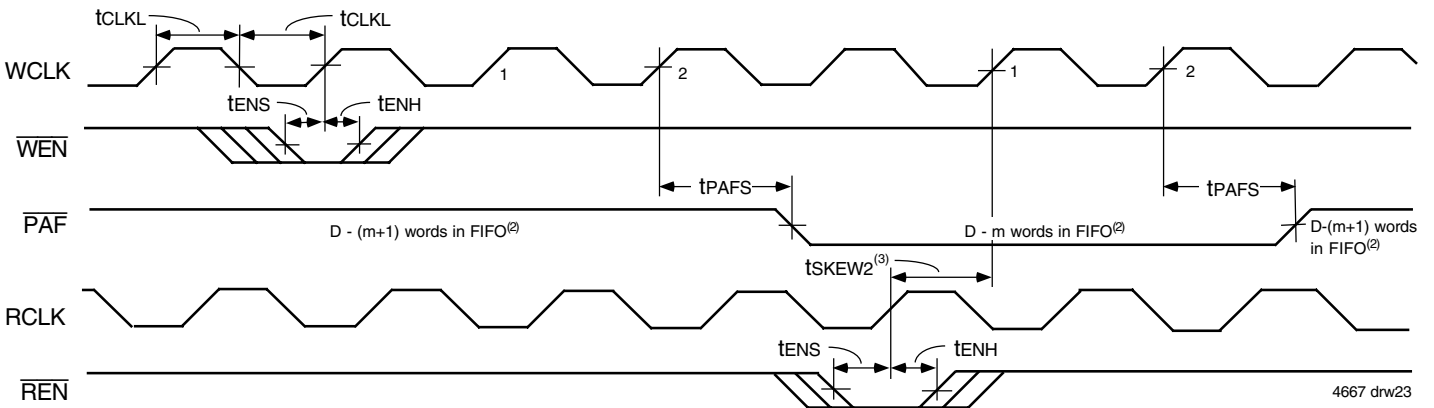 tCLKL tCLKL
WCLK 1 2 1 2
tENS tENH
WEN
tPAFS tPAFS
PAF
D - (m+1) words in FIFO(2) D - m words in FIFO(2) D-(m+1) words
in FIFO(2)
tSKEW2(3)
RCLK
tENS tENH
REN
4667 drw23